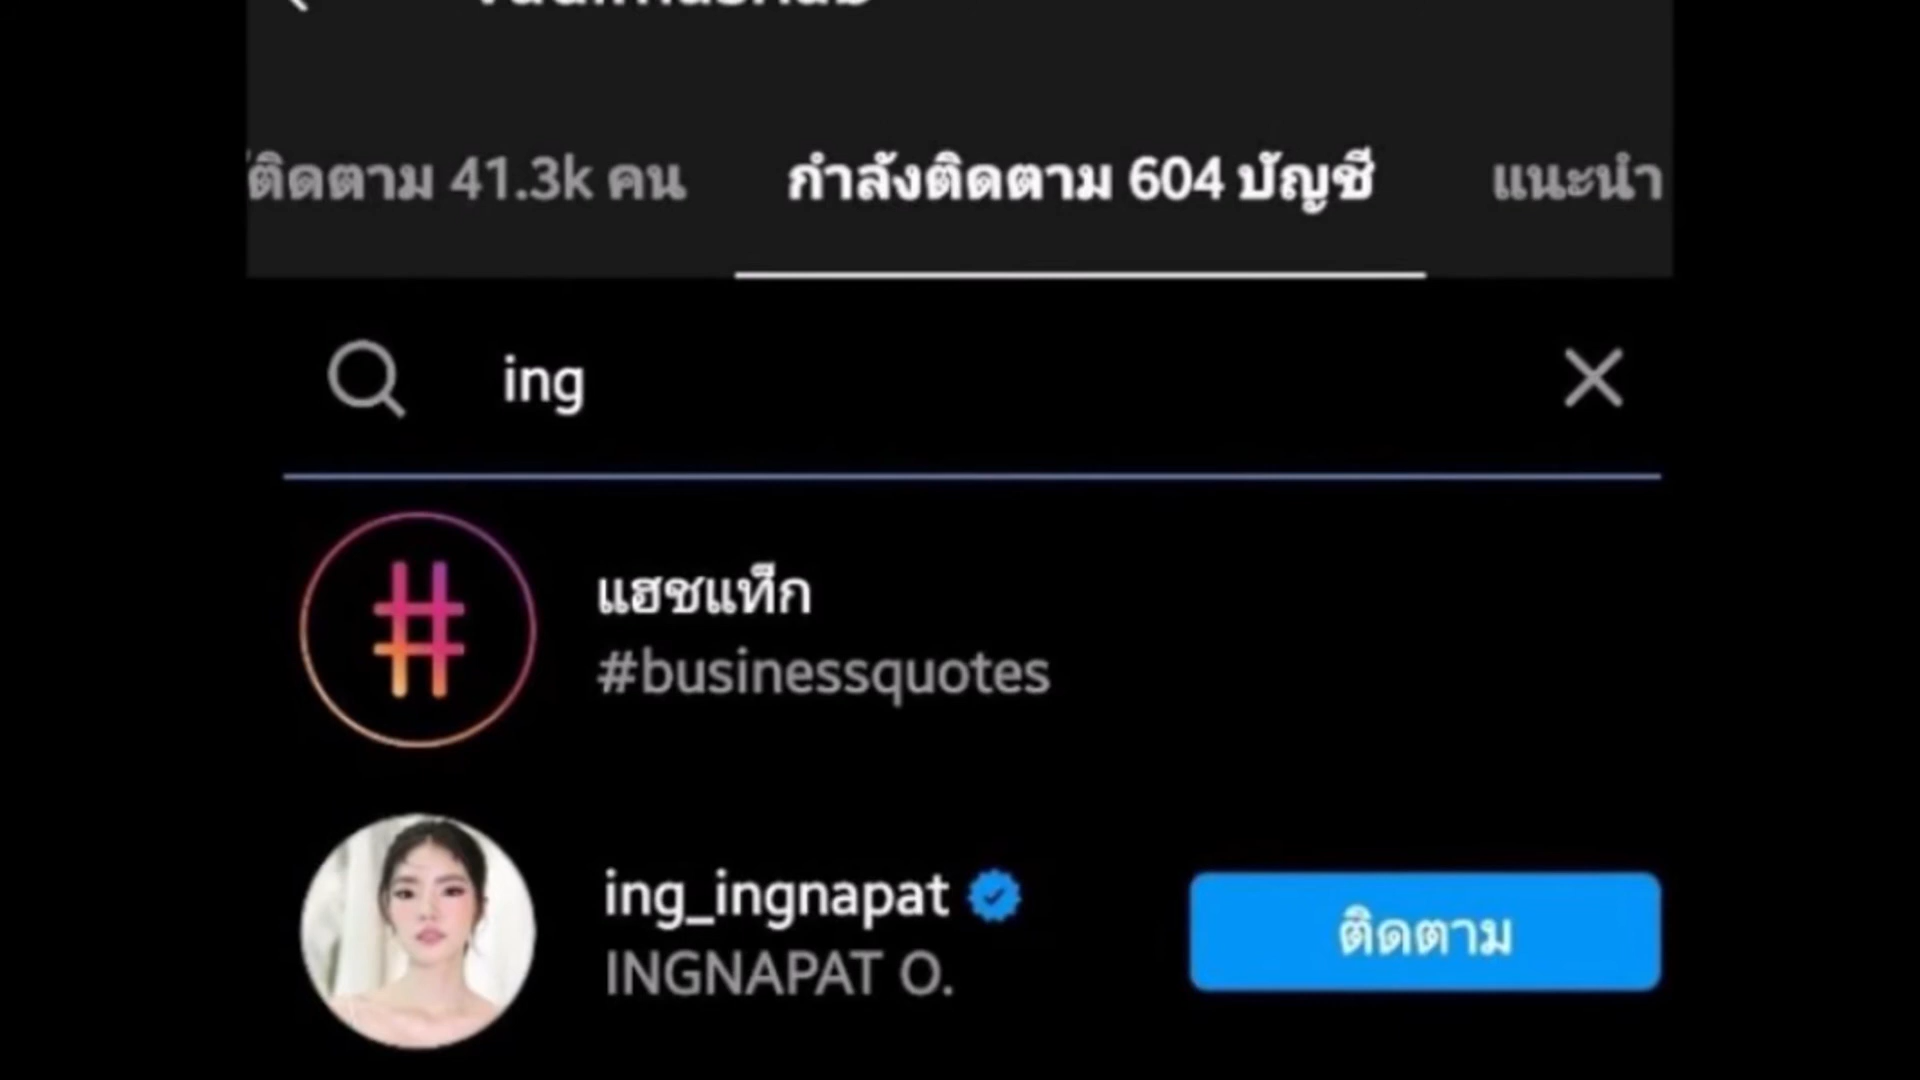 ติดตาม 41.3k คน
กำลังติดตาม 604 บัญชี
แนะนำ
ing
แฮชแท็ก
#businessquotes
ing_ingnapat
INGNAPAT O.
ติดตาม